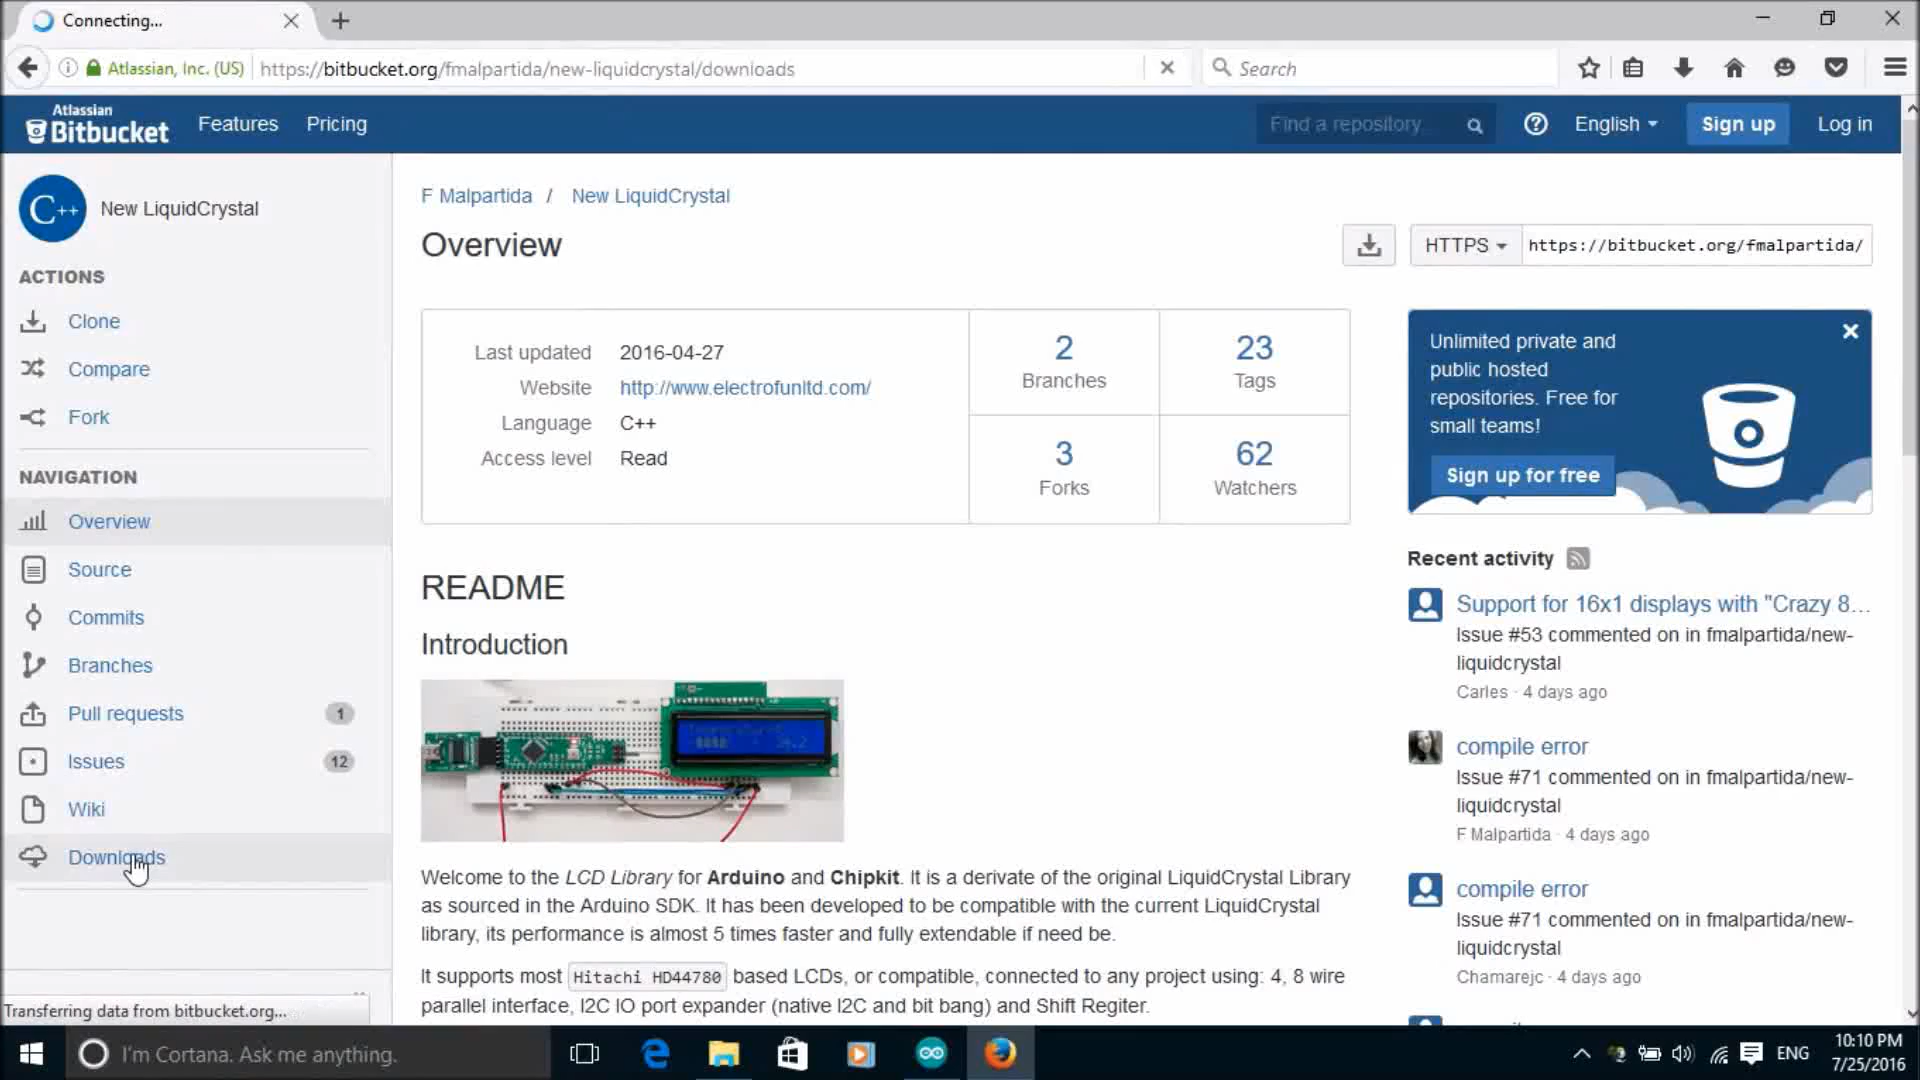 Connecting...
Atlassian, Inc. (US)
https://bitbucket.org/fmalpartida/new-liquidcrystal/downloads
Search
Atlassian
Bitbucket
Features
Pricing
Find a repository
English
Sign up
Log in
C++
New LiquidCrystal
ACTIONS
Clone
Compare
Fork
NAVIGATION
Overview
Source
Commits
Branches
Pull requests 1
Issues 12
Wiki
Downloads
Transferring data from bitbucket.org...
F Malpartida / New LiquidCrystal
Overview
HTTPS
https://bitbucket.org/fmalpartida/
Last updated 2016-04-27
Website http://www.electrofunltd.com/
Language C++
Access level Read
2
Branches
23
Tags
3
Forks
62
Watchers
README
Introduction
Welcome to the LCD Library for Arduino and Chipkit. It is a derivate of the original LiquidCrystal Library
as sourced in the Arduino SDK. It has been developed to be compatible with the current LiquidCrystal
library, its performance is almost 5 times faster and fully extendable if need be.
It supports most Hitachi HD44780 based LCDs, or compatible, connected to any project using: 4, 8 wire
parallel interface, I2C IO port expander (native I2C and bit bang) and Shift Regiter.
Unlimited private and
public hosted
repositories. Free for
small teams!
Sign up for free
Recent activity
Support for 16x1 displays with "Crazy 8...
Issue #53 commented on in fmalpartida/new-
liquidcrystal
Carles · 4 days ago
compile error
Issue #71 commented on in fmalpartida/new-
liquidcrystal
F Malpartida · 4 days ago
compile error
Issue #71 commented on in fmalpartida/new-
liquidcrystal
Chamarejc · 4 days ago
I'm Cortana. Ask me anything.
ENG
10:10 PM
7/25/2016